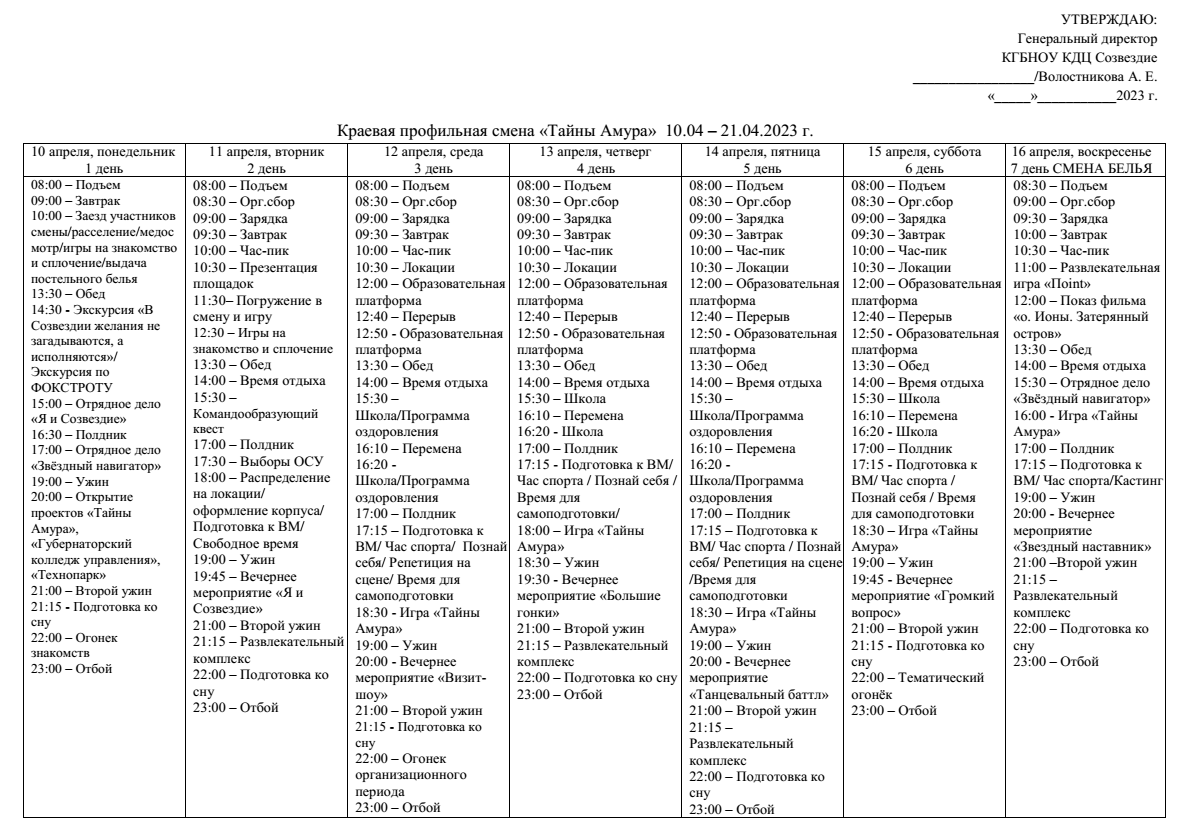 УТВЕРЖДАЮ:
Генеральный директор
КГБНОУ КДЦ Созвездие
_________________/Волостникова А. Е.
«_____»___________2023 г.
Краевая профильная смена «Тайны Амура» 10.04 – 21.04.2023 г.
10 апреля, понедельник
1 день
08:00 – Подъем
09:00 – Завтрак
10:00 – Заезд участников
смены/расселение/медос
мотр/игры на знакомство
и сплочение/выдача
постельного белья
13:30 – Обед
14:30 - Экскурсия «В
Созвездии желания не
загадываются, а
исполняются»/
Экскурсия по
ФОКСТРОТУ
15:00 – Отрядное дело
«Я и Созвездие»
16:30 – Полдник
17:00 – Отрядное дело
«Звёздный навигатор»
19:00 – Ужин
20:00 – Открытие
проектов «Тайны
Амура»,
«Губернаторский
колледж управления»,
«Технопарк»
21:00 – Второй ужин
21:15 - Подготовка ко
сну
22:00 – Огонек
знакомств
23:00 – Отбой
11 апреля, вторник
2 день
08:00 – Подъем
08:30 – Орг.сбор
09:00 – Зарядка
09:30 – Завтрак
10:00 – Час-пик
10:30 – Презентация
площадок
11:30– Погружение в
смену и игру
12:30 – Игры на
знакомство и сплочение
13:30 – Обед
14:00 – Время отдыха
15:30 –
Командообразующий
квест
17:00 – Полдник
17:30 – Выборы ОСУ
18:00 – Распределение
на локации/
оформление корпуса/
Подготовка к ВМ/
Свободное время
19:00 – Ужин
19:45 – Вечернее
мероприятие «Я и
Созвездие»
21:00 – Второй ужин
21:15 – Развлекательный
комплекс
22:00 – Подготовка ко
сну
23:00 – Отбой
12 апреля, среда
3 день
08:00 – Подъем
08:30 – Орг.сбор
09:00 – Зарядка
09:30 – Завтрак
10:00 – Час-пик
10:30 – Локации
12:00 – Образовательная
платформа
12:40 – Перерыв
12:50 - Образовательная
платформа
13:30 – Обед
14:00 – Время отдыха
15:30 –
Школа/Программа
оздоровления
16:10 – Перемена
16:20 -
Школа/Программа
оздоровления
17:00 – Полдник
17:15 – Подготовка к
ВМ/ Час спорта/ Познай
себя/ Репетиция на
сцене/ Время для
самоподготовки
18:30 - Игра «Тайны
Амура»
19:00 – Ужин
20:00 - Вечернее
мероприятие «Визит-
шоу»
21:00 – Второй ужин
21:15 - Подготовка ко
сну
22:00 – Огонек
организационного
периода
23:00 – Отбой
13 апреля, четверг
4 день
08:00 – Подъем
08:30 – Орг.сбор
09:00 – Зарядка
09:30 – Завтрак
10:00 – Час-пик
10:30 – Локации
12:00 – Образовательная
платформа
12:40 – Перерыв
12:50 - Образовательная
платформа
13:30 – Обед
14:00 – Время отдыха
15:30 – Школа
16:10 – Перемена
16:20 - Школа
17:00 – Полдник
17:15 - Подготовка к ВМ/
Час спорта / Познай себя /
Время для
самоподготовки/
18:00 – Игра «Тайны
Амура»
18:30 – Ужин
19:30 - Вечернее
мероприятие «Большие
гонки»
21:00 – Второй ужин
21:15 – Развлекательный
комплекс
22:00 – Подготовка ко сну
23:00 – Отбой
14 апреля, пятница
5 день
08:00 – Подъем
08:30 – Орг.сбор
09:00 – Зарядка
09:30 – Завтрак
10:00 – Час-пик
10:30 – Локации
12:00 – Образовательная
платформа
12:40 – Перерыв
12:50 - Образовательная
платформа
13:30 – Обед
14:00 – Время отдыха
15:30 –
Школа/Программа
оздоровления
16:10 – Перемена
16:20 -
Школа/Программа
оздоровления
17:00 – Полдник
17:15 – Подготовка к
ВМ/ Час спорта / Познай
себя/ Репетиция на сцене
/Время для
самоподготовки
18:30 – Игра «Тайны
Амура»
19:00 – Ужин
20:00 - Вечернее
мероприятие
«Танцевальный баттл»
21:00 – Второй ужин
21:15 –
Развлекательный
комплекс
22:00 – Подготовка ко
сну
23:00 – Отбой
15 апреля, суббота
6 день
08:00 – Подъем
08:30 – Орг.сбор
09:00 – Зарядка
09:30 – Завтрак
10:00 – Час-пик
10:30 – Локации
12:00 – Образовательная
платформа
12:40 – Перерыв
12:50 - Образовательная
платформа
13:30 – Обед
14:00 – Время отдыха
15:30 – Школа
16:10 – Перемена
16:20 - Школа
17:00 – Полдник
17:15 - Подготовка к
ВМ/ Час спорта /
Познай себя / Время
для самоподготовки
18:30 – Игра «Тайны
Амура»
19:00 – Ужин
19:45 - Вечернее
мероприятие «Громкий
вопрос»
21:00 – Второй ужин
21:15 - Подготовка ко
сну
22:00 – Тематический
огонёк
23:00 – Отбой
16 апреля, воскресенье
7 день СМЕНА БЕЛЬЯ
08:30 – Подъем
09:00 – Орг.сбор
09:30 – Зарядка
10:00 – Завтрак
10:30 – Час-пик
11:00 – Развлекательная
игра «Поint»
12:00 – Показ фильма
«о. Ионы. Затерянный
остров»
13:30 – Обед
14:00 – Время отдыха
15:30 – Отрядное дело
«Звёздный навигатор»
16:00 - Игра «Тайны
Амура»
17:00 – Полдник
17:15 – Подготовка к
ВМ/ Час спорта/Кастинг
19:00 – Ужин
20:00 - Вечернее
мероприятие
«Звездный наставник»
21:00 –Второй ужин
21:15 –
Развлекательный
комплекс
22:00 – Подготовка ко
сну
23:00 – Отбой